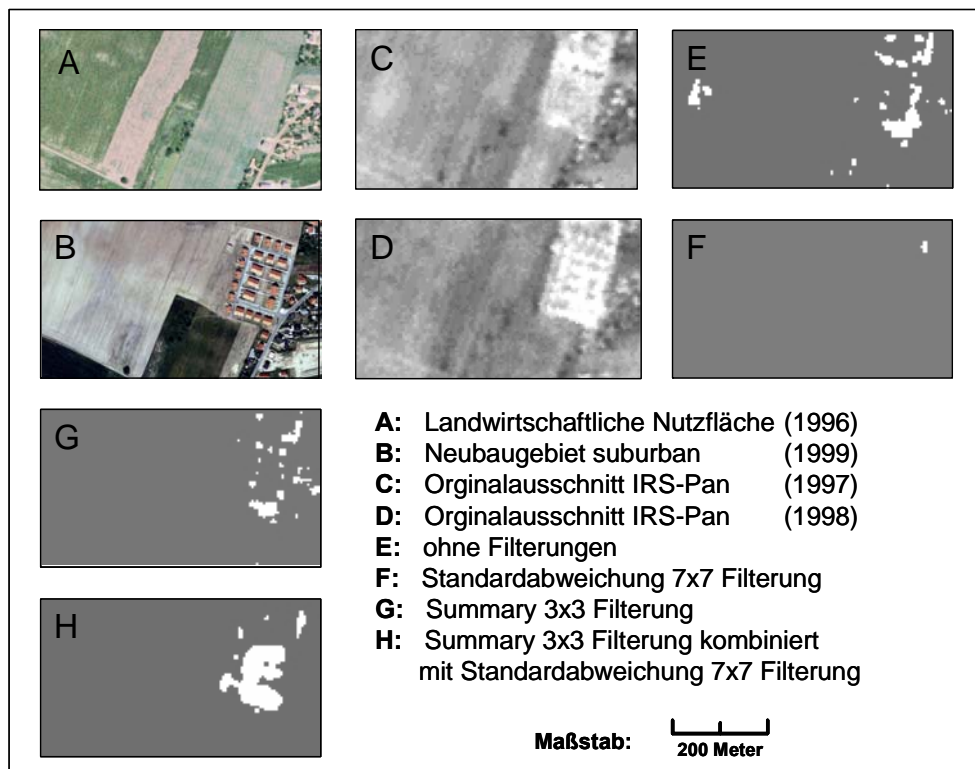 A
C
E
B
D
F
G
H
A: Landwirtschaftliche Nutzfläche (1996)
B: Neubaugebiet suburban (1999)
C: Orginalausschnitt IRS-Pan (1997)
D: Orginalausschnitt IRS-Pan (1998)
E: ohne Filterungen
F: Standardabweichung 7x7 Filterung
G: Summary 3x3 Filterung
H: Summary 3x3 Filterung kombiniert
mit Standardabweichung 7x7 Filterung
Maßstab:
200 Meter